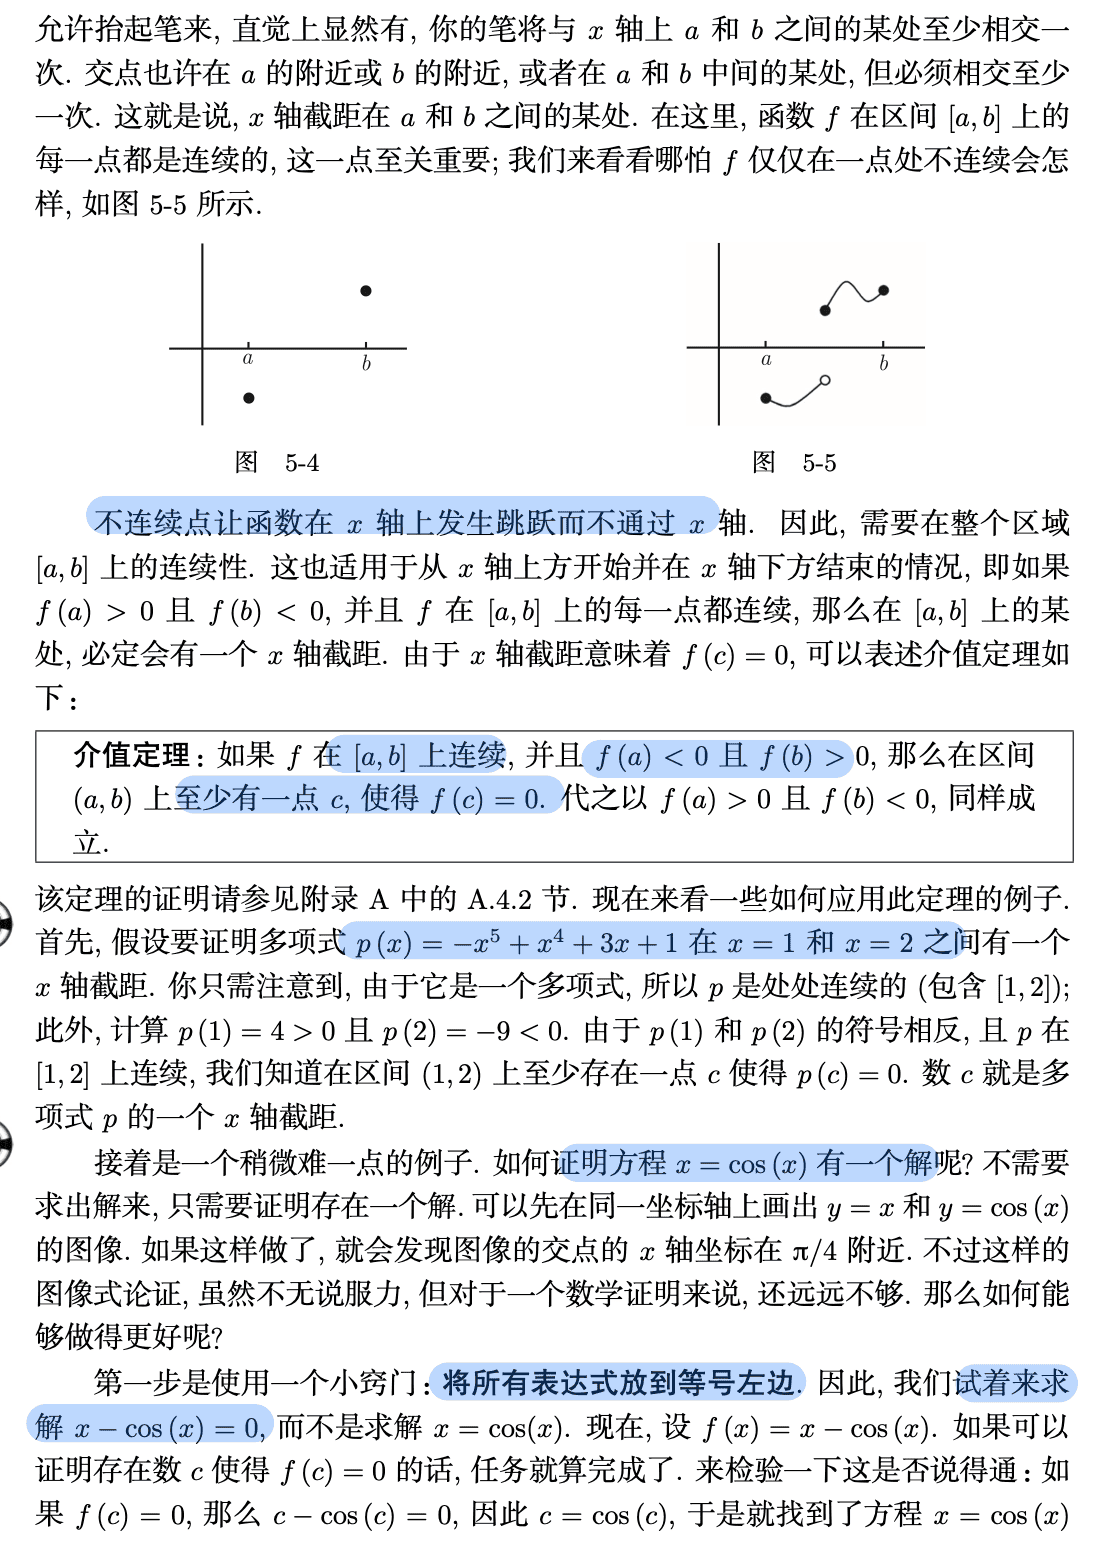 允许抬起笔来, 直觉上显然有, 你的笔将与 x 轴上 a 和 b 之间的某处至少相交一
次. 交点也许在 a 的附近或 b 的附近, 或者在 a 和 b 中间的某处, 但必须相交至少
一次. 这就是说, x 轴截距在 a 和 b 之间的某处. 在这里, 函数 f 在区间 [a, b] 上的
每一点都是连续的, 这一点至关重要; 我们来看看哪怕 f 仅仅在一点处不连续会怎
样, 如图 5-5 所示.
a
b
a
b
图 5-4
图 5-5
不连续点让函数在 x 轴上发生跳跃而不通过 x 轴. 因此, 需要在整个区域
[a, b] 上的连续性. 这也适用于从 x 轴上方开始并在 x 轴下方结束的情况, 即如果
f (a) > 0 且 f (b) < 0, 并且 f 在 [a, b] 上的每一点都连续, 那么在 [a, b] 上的某
处, 必定会有一个 x 轴截距. 由于 x 轴截距意味着 f (c) = 0, 可以表述介值定理如
下:
介值定理: 如果 f 在 [a, b] 上连续, 并且 f (a) < 0 且 f (b) > 0, 那么在区间
(a, b) 上至少有一点 c, 使得 f (c) = 0. 代之以 f (a) > 0 且 f (b) < 0, 同样成
立.
该定理的证明请参见附录 A 中的 A.4.2 节. 现在来看一些如何应用此定理的例子.
首先, 假设要证明多项式 p (x) = −x⁵ + x⁴ + 3x + 1 在 x = 1 和 x = 2 之间有一个
x 轴截距. 你只需注意到, 由于它是一个多项式, 所以 p 是处处连续的 (包含 [1, 2]);
此外, 计算 p (1) = 4 > 0 且 p (2) = −9 < 0. 由于 p (1) 和 p (2) 的符号相反, 且 p 在
[1, 2] 上连续, 我们知道在区间 (1, 2) 上至少存在一点 c 使得 p (c) = 0. 数 c 就是多
项式 p 的一个 x 轴截距.
接着是一个稍微难一点的例子. 如何证明方程 x = cos (x) 有一个解呢? 不需要
求出解来, 只需要证明存在一个解. 可以先在同一坐标轴上画出 y = x 和 y = cos (x)
的图像. 如果这样做了, 就会发现图像的交点的 x 轴坐标在 π/4 附近. 不过这样的
图像式论证, 虽然不无说服力, 但对于一个数学证明来说, 还远远不够. 那么如何能
够做得更好呢?
第一步是使用一个小窍门: 将所有表达式放到等号左边. 因此, 我们试着来求
解 x − cos (x) = 0, 而不是求解 x = cos(x). 现在, 设 f (x) = x − cos (x). 如果可以
证明存在数 c 使得 f (c) = 0 的话, 任务就算完成了. 来检验一下这是否说得通: 如
果 f (c) = 0, 那么 c − cos (c) = 0, 因此 c = cos (c), 于是就找到了方程 x = cos (x)